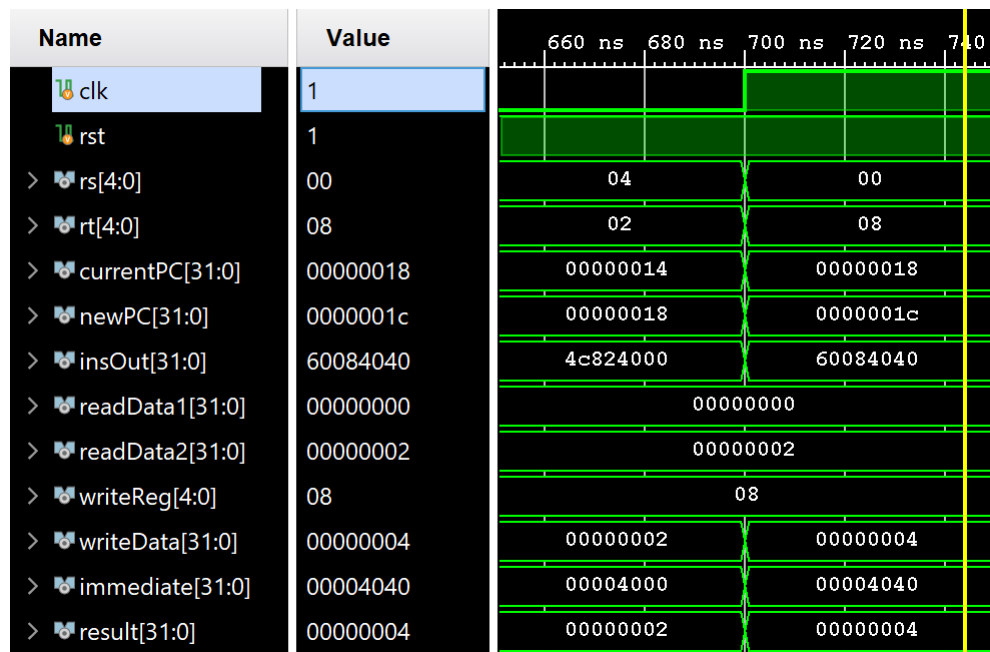 Name Value 660 ns 680 ns 700 ns 720 ns 740
clk 1
rst 1
rs[4:0] 00 04 00
rt[4:0] 08 02 08
currentPC[31:0] 00000018 00000014 00000018
newPC[31:0] 0000001c 00000018 0000001c
insOut[31:0] 60084040 4c824000 60084040
readData1[31:0] 00000000 00000000
readData2[31:0] 00000002 00000002
writeReg[4:0] 08 08
writeData[31:0] 00000004 00000002 00000004
immediate[31:0] 00004040 00004000 00004040
result[31:0] 00000004 00000002 00000004